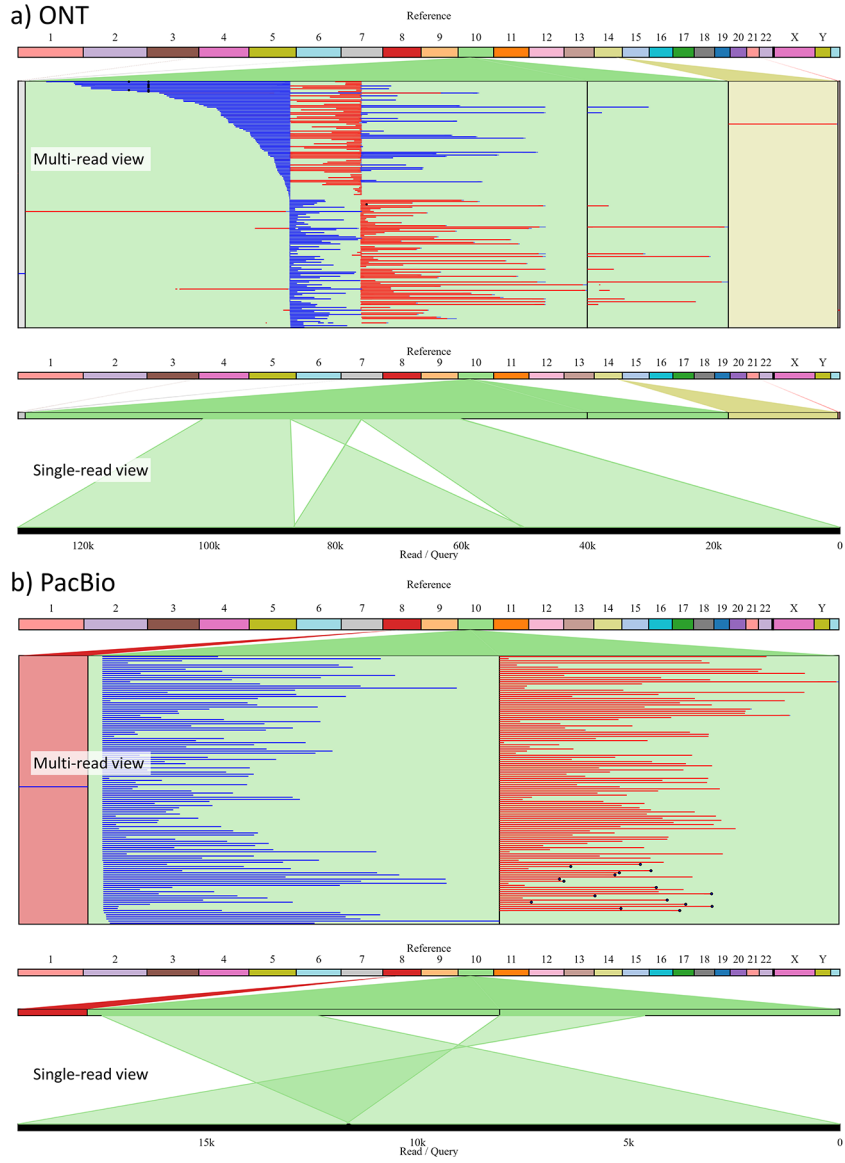 a) ONT
Reference
1 2 3 4 5 6 7 8 9 10 11 12 13 14 15 16 17 18 19 20 21 22 X Y
Multi-read view
Reference
1 2 3 4 5 6 7 8 9 10 11 12 13 14 15 16 17 18 19 20 21 22 X Y
Single-read view
120k 100k 80k 60k 40k 20k 0
Read / Query
b) PacBio
Reference
1 2 3 4 5 6 7 8 9 10 11 12 13 14 15 16 17 18 19 20 21 22 X Y
Multi-read view
Reference
1 2 3 4 5 6 7 8 9 10 11 12 13 14 15 16 17 18 19 20 21 22 X Y
Single-read view
15k 10k 5k 0
Read / Query